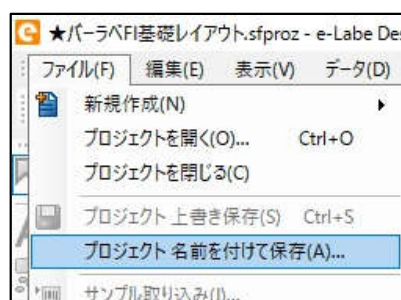 ★バーラベFI基礎レイアウト.sfproz - e-Labe Des
ファイル(F) 編集(E) 表示(V) データ(D)
新規作成(N)
プロジェクトを開く(O)... Ctrl+O
プロジェクトを閉じる(C)
プロジェクト 上書き保存(S) Ctrl+S
プロジェクト 名前を付けて保存(A)...
サンプル取り込み(I)...